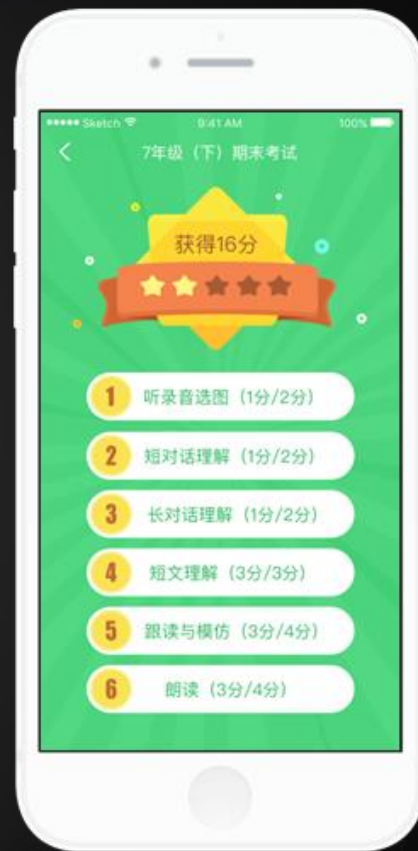 Sketch 9:41 AM 100%
7年级（下）期末考试
获得16分
1 听录音选图（1分/2分）
2 短对话理解（1分/2分）
3 长对话理解（1分/2分）
4 短文理解（3分/3分）
5 跟读与模仿（3分/4分）
6 朗读（3分/4分）